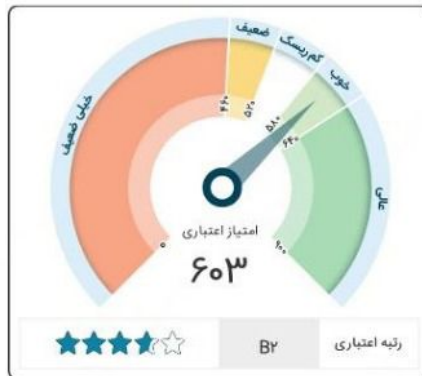 خیلی ضعیف
ضعیف
کم ریسک
خوب
عالی
۰
۴۶۰
۵۲۰
۵۸۰
۶۴۰
۹۰۰
امتیاز اعتباری
۶۰۳
رتبه اعتباری B۲